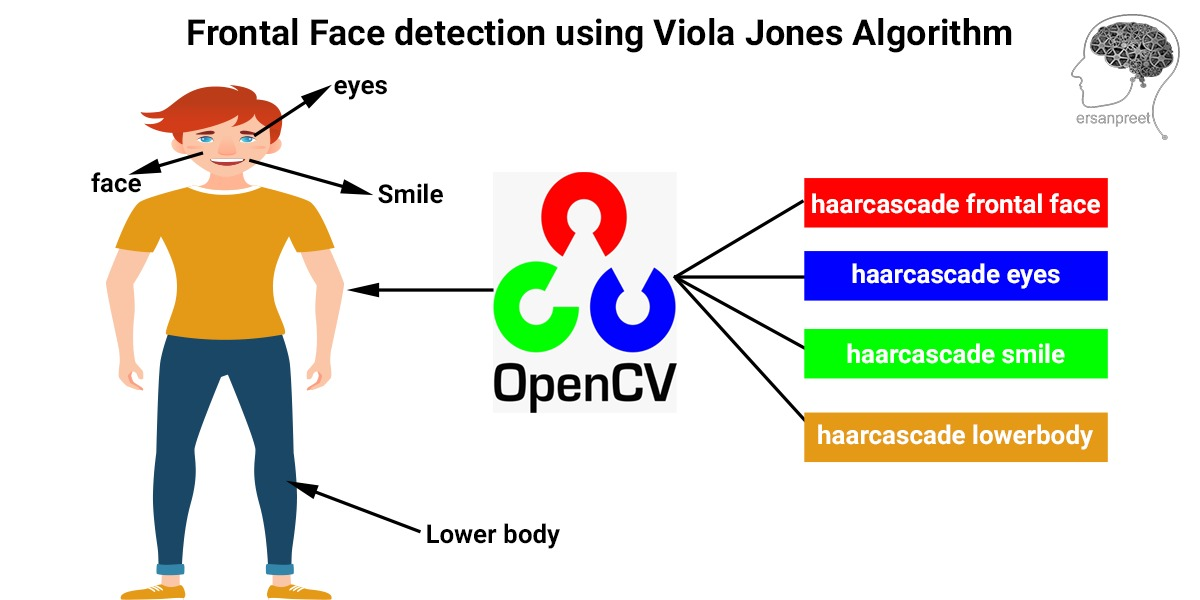 Frontal Face detection using Viola Jones Algorithm
ersanpreet
eyes
face
Smile
haarcascade frontal face
haarcascade eyes
haarcascade smile
OpenCV
haarcascade lowerbody
Lower body